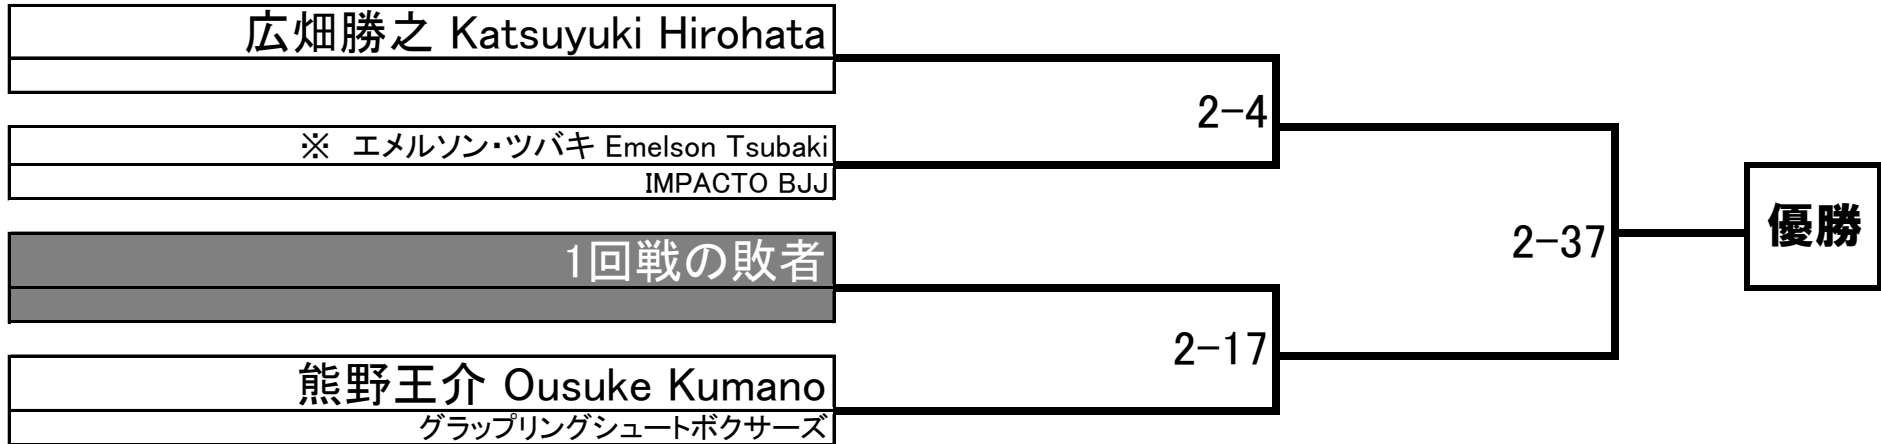 広畑勝之 Katsuyuki Hirohata
2-4
※ エメルソン・ツバキ Emelson Tsubaki
IMPACTO BJJ
優勝
2-37
1回戦の敗者
2-17
熊野王介 Ousuke Kumano
グラップリングシュートボクサーズ